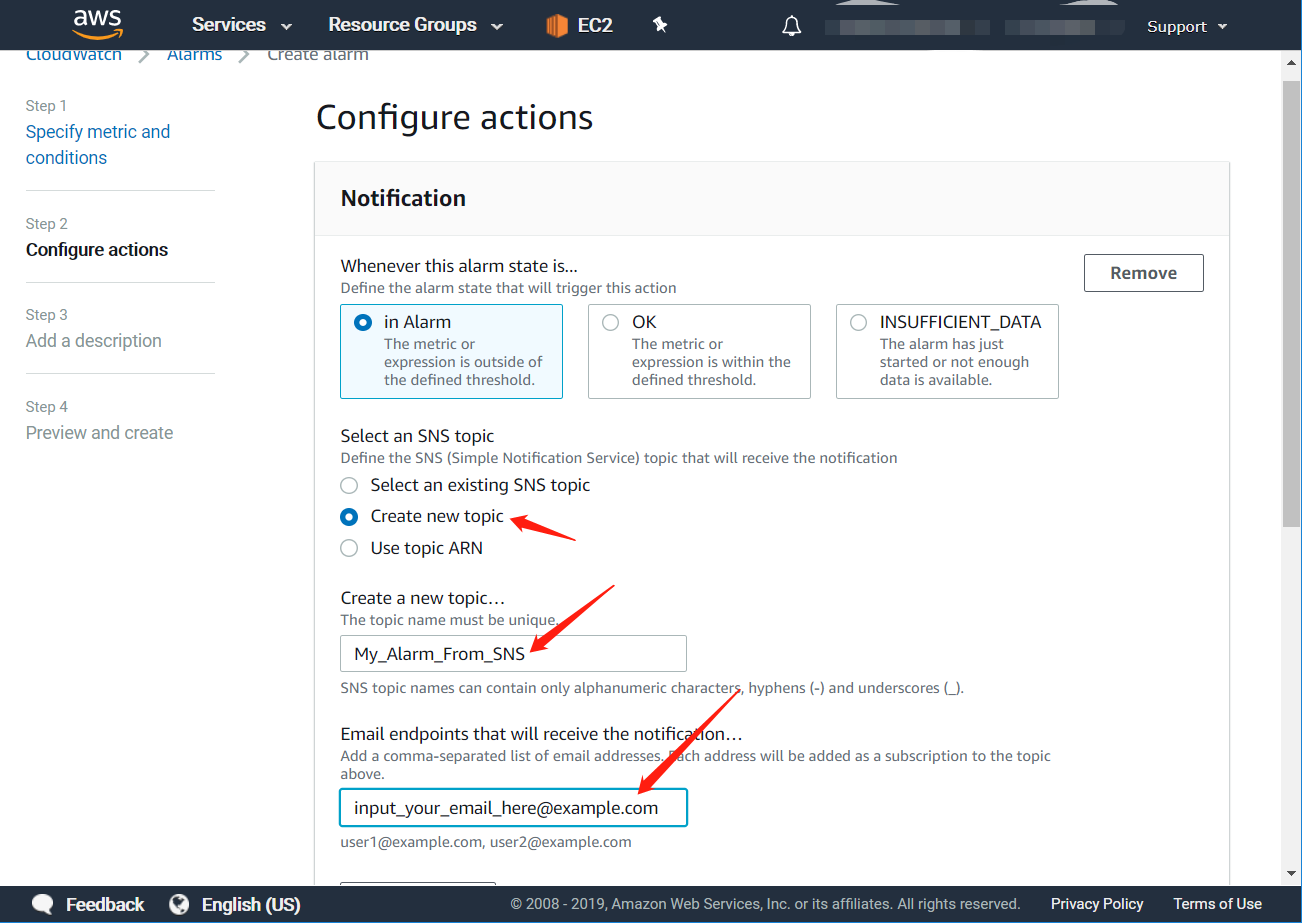 aws Services Resource Groups EC2 Support
CloudWatch Alarms Create alarm
Step 1
Specify metric and
conditions
Step 2
Configure actions
Step 3
Add a description
Step 4
Preview and create
Configure actions
Notification
Whenever this alarm state is...
Define the alarm state that will trigger this action
Remove
in Alarm
The metric or
expression is outside of
the defined threshold.
OK
The metric or
expression is within the
defined threshold.
INSUFFICIENT_DATA
The alarm has just
started or not enough
data is available.
Select an SNS topic
Define the SNS (Simple Notification Service) topic that will receive the notification
Select an existing SNS topic
Create new topic
Use topic ARN
Create a new topic…
The topic name must be unique.
My_Alarm_From_SNS
SNS topic names can contain only alphanumeric characters, hyphens (-) and underscores (_).
Email endpoints that will receive the notification…
Add a comma-separated list of email addresses. Each address will be added as a subscription to the topic
above.
input_your_email_here@example.com
user1@example.com, user2@example.com
Feedback English (US) © 2008 - 2019, Amazon Web Services, Inc. or its affiliates. All rights reserved. Privacy Policy Terms of Use